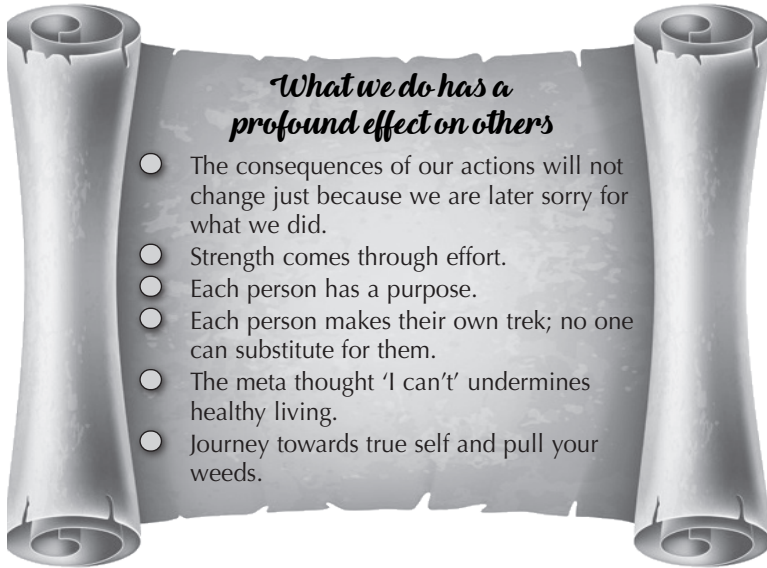 What we do has a
profound effect on others
The consequences of our actions will not
change just because we are later sorry for
what we did.
Strength comes through effort.
Each person has a purpose.
Each person makes their own trek; no one
can substitute for them.
The meta thought ‘I can’t’ undermines
healthy living.
Journey towards true self and pull your
weeds.